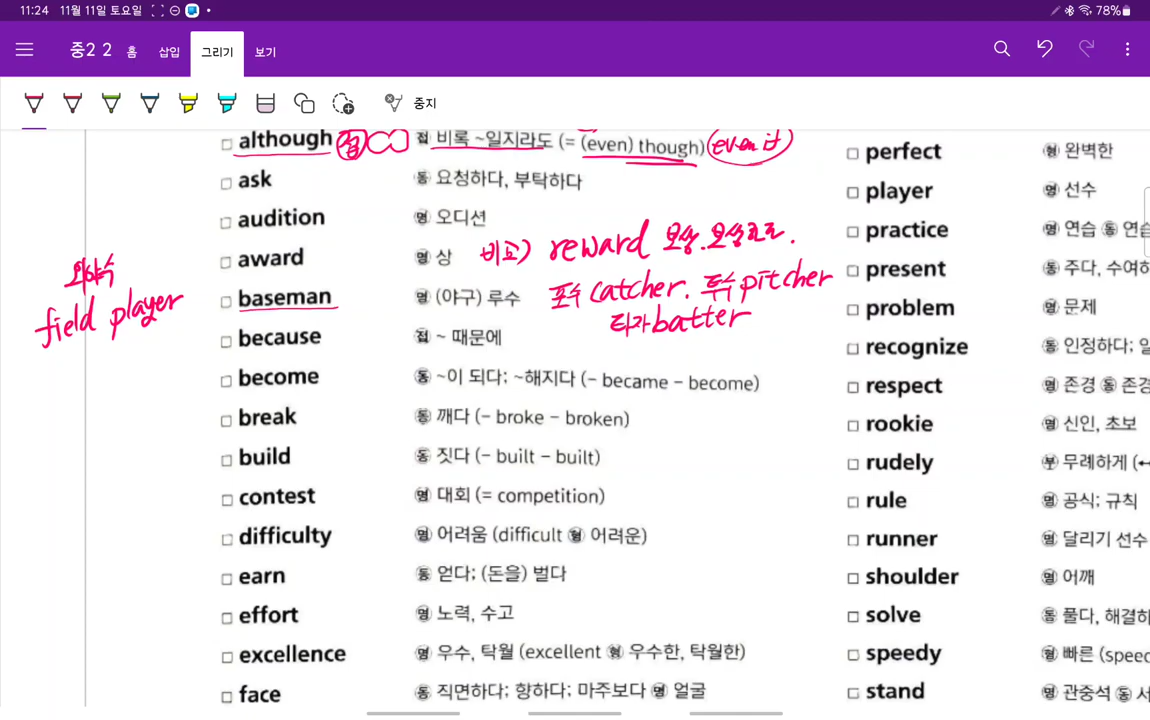 11:24 11월 11일 토요일 78%
중2 2 홈 삽입 그리기 보기
중지
although 접 접 비록 ~일지라도 (= (even) though) (even if)
ask 동 요청하다, 부탁하다
audition 명 오디션
award 명 상 비교) reward 보상.
baseman 명 (야구) 루수 포수 catcher. 투수 pitcher
타자 batter
외야수
field player
because 접 ~ 때문에
become 동 ~이 되다; ~해지다 (– became – become)
break 동 깨다 (– broke – broken)
build 동 짓다 (– built – built)
contest 명 대회 (= competition)
difficulty 명 어려움 (difficult 형 어려운)
earn 동 얻다; (돈을) 벌다
effort 명 노력, 수고
excellence 명 우수, 탁월 (excellent 형 우수한, 탁월한)
face 동 직면하다; 향하다; 마주보다 명 얼굴
perfect 형 완벽한
player 명 선수
practice 명 연습 동 연습
present 동 주다, 수여하
problem 명 문제
recognize 동 인정하다;
respect 명 존경 동 존경
rookie 명 신인, 초보
rudely 부 무례하게 (↔
rule 명 공식; 규칙
runner 명 달리기 선수
shoulder 명 어깨
solve 동 풀다, 해결하
speedy 형 빠른 (speed
stand 명 관중석 동 서